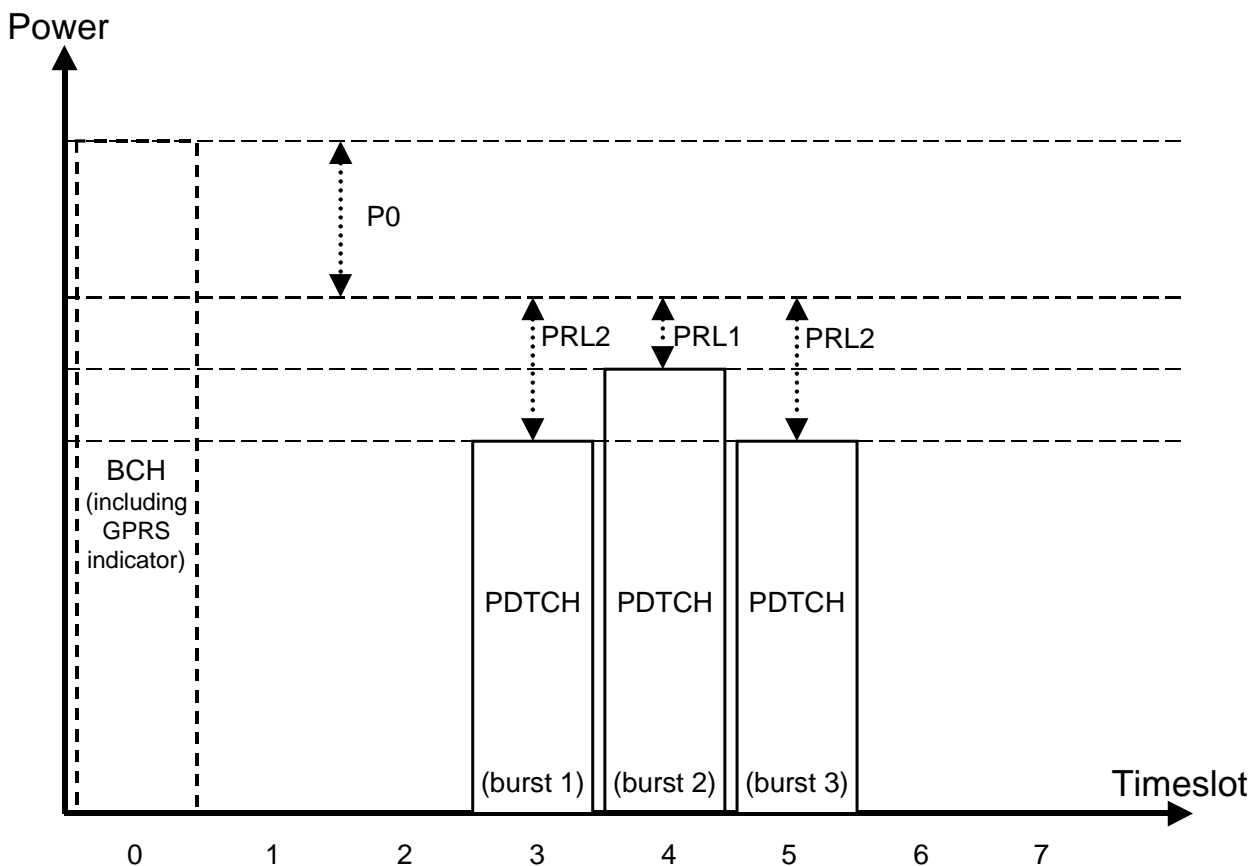 Power
P0
PRL2
PRL1
PRL2
BCH
(including
GPRS
indicator)
PDTCH
PDTCH
PDTCH
(burst 1)
(burst 2)
(burst 3)
Timeslot
0
1
2
3
4
5
6
7